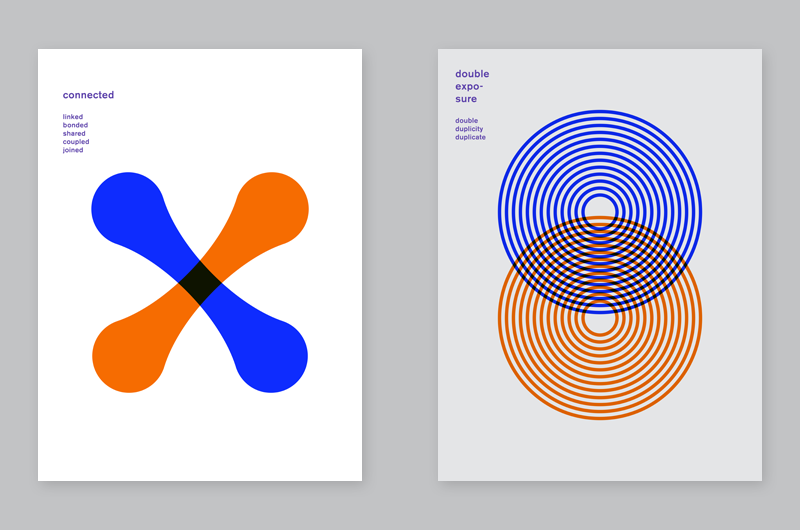 connected
linked
bonded
shared
coupled
joined
double
expo-
sure
double
duplicity
duplicate